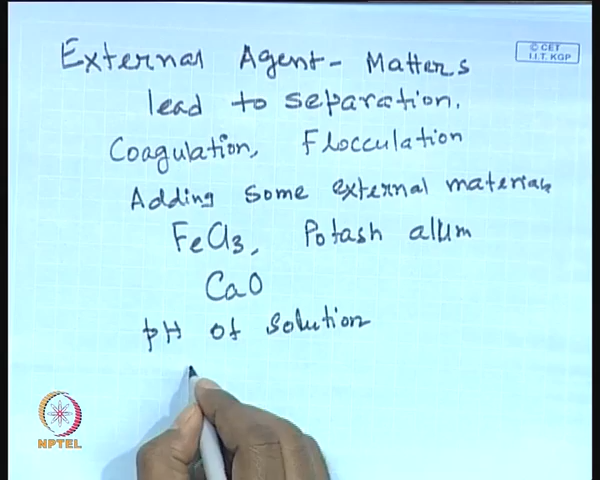 External Agent - Matters
© CET
I.I.T. KGP
lead to separation.
Coagulation, Flocculation
Adding some external materials
FeCl3, Potash alum
CaO
pH of solution
NPTEL